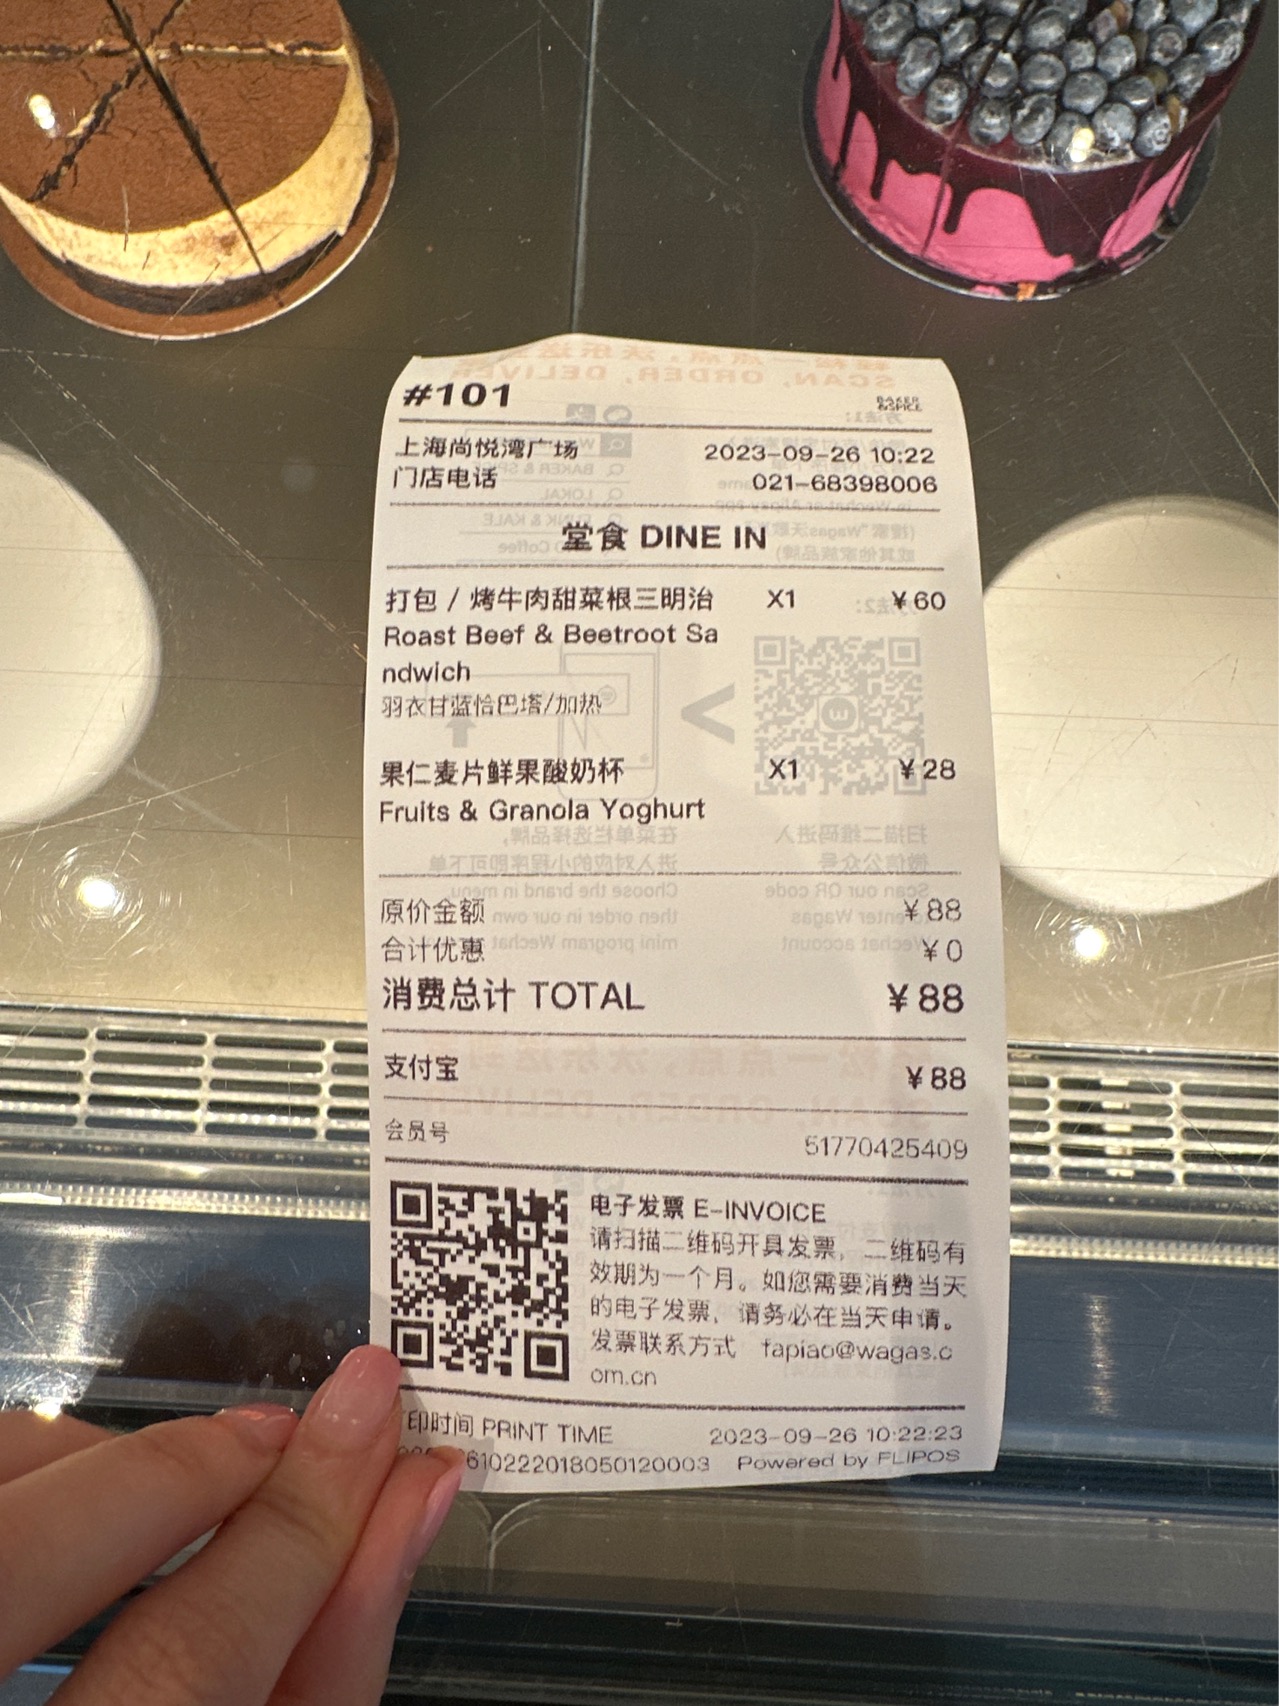 #101
BAKER
&SPICE
上海尚悦湾广场 2023-09-26 10:22
门店电话 021-68398006
堂食 DINE IN
打包 / 烤牛肉甜菜根三明治 X1 ¥60
Roast Beef & Beetroot Sa
ndwich
羽衣甘蓝恰巴塔/加热
果仁麦片鲜果酸奶杯 X1 ¥28
Fruits & Granola Yoghurt
原价金额 ¥88
合计优惠 ¥0
消费总计 TOTAL ¥88
支付宝 ¥88
会员号 51770425409
电子发票 E-INVOICE
请扫描二维码开具发票，二维码有
效期为一个月。如您需要消费当天
的电子发票，请务必在当天申请。
发票联系方式 fapiao@wagas.c
om.cn
印时间 PRINT TIME 2023-09-26 10:22:23
Powered by FLIPOS